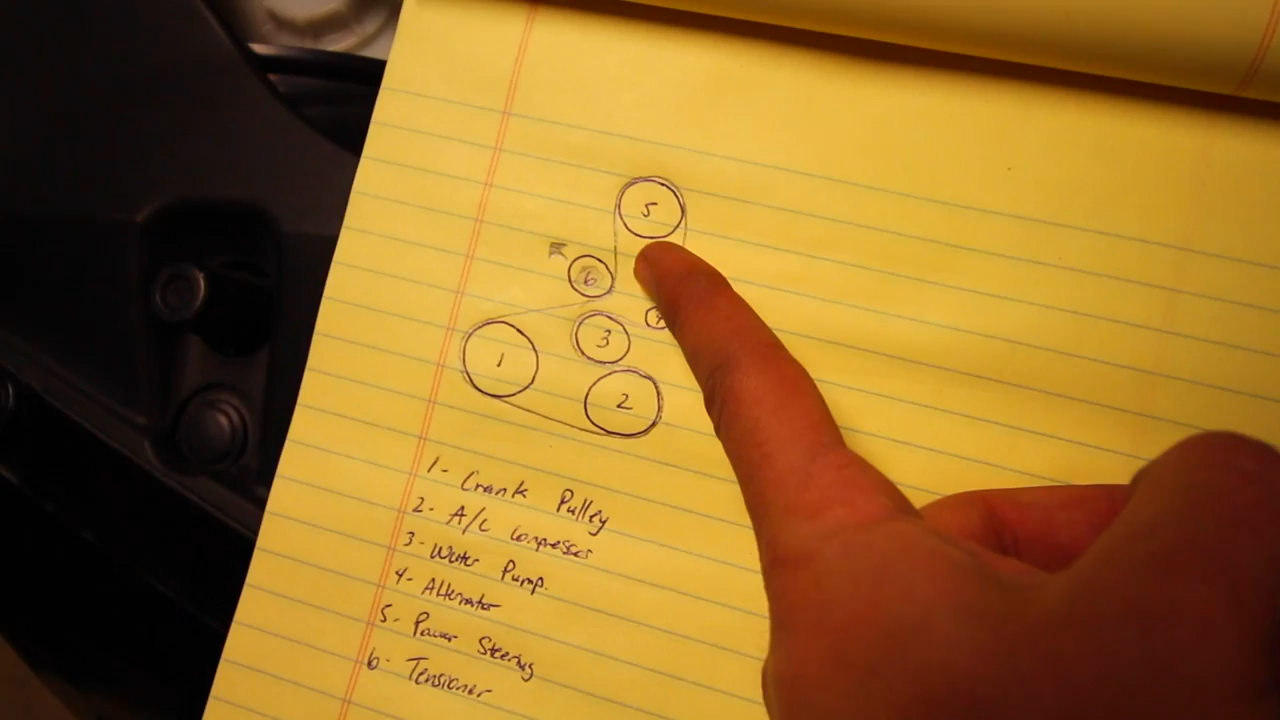 5
6
4
3
1
2
1- Crank Pulley
2- A/C Compressor
3- Water Pump.
4- Alternator
5- Power Steering
6- Tensioner